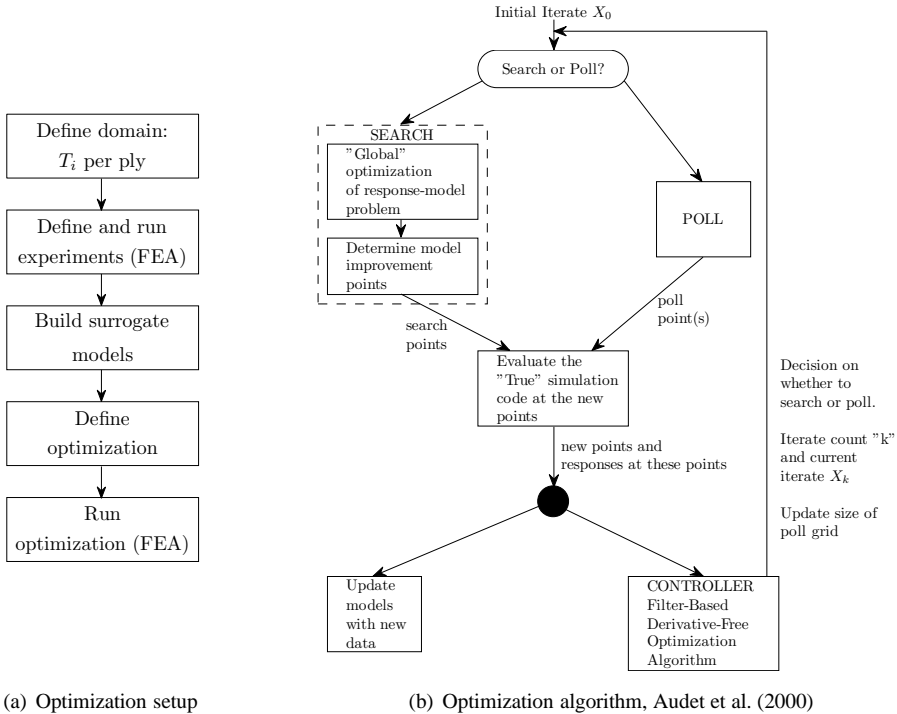 Define domain:
T_i per ply
Define and run
experiments (FEA)
Build surrogate
models
Define
optimization
Run
optimization (FEA)
(a) Optimization setup
Initial Iterate X_0
Search or Poll?
SEARCH
"Global"
optimization
of response-model
problem
Determine model
improvement
points
POLL
search
points
poll
point(s)
Evaluate the
"True" simulation
code at the new
points
new points and
responses at these points
Update
models
with new
data
CONTROLLER
Filter-Based
Derivative-Free
Optimization
Algorithm
Decision on
whether to
search or poll.
Iterate count "k"
and current
iterate X_k
Update size of
poll grid
(b) Optimization algorithm, Audet et al. (2000)